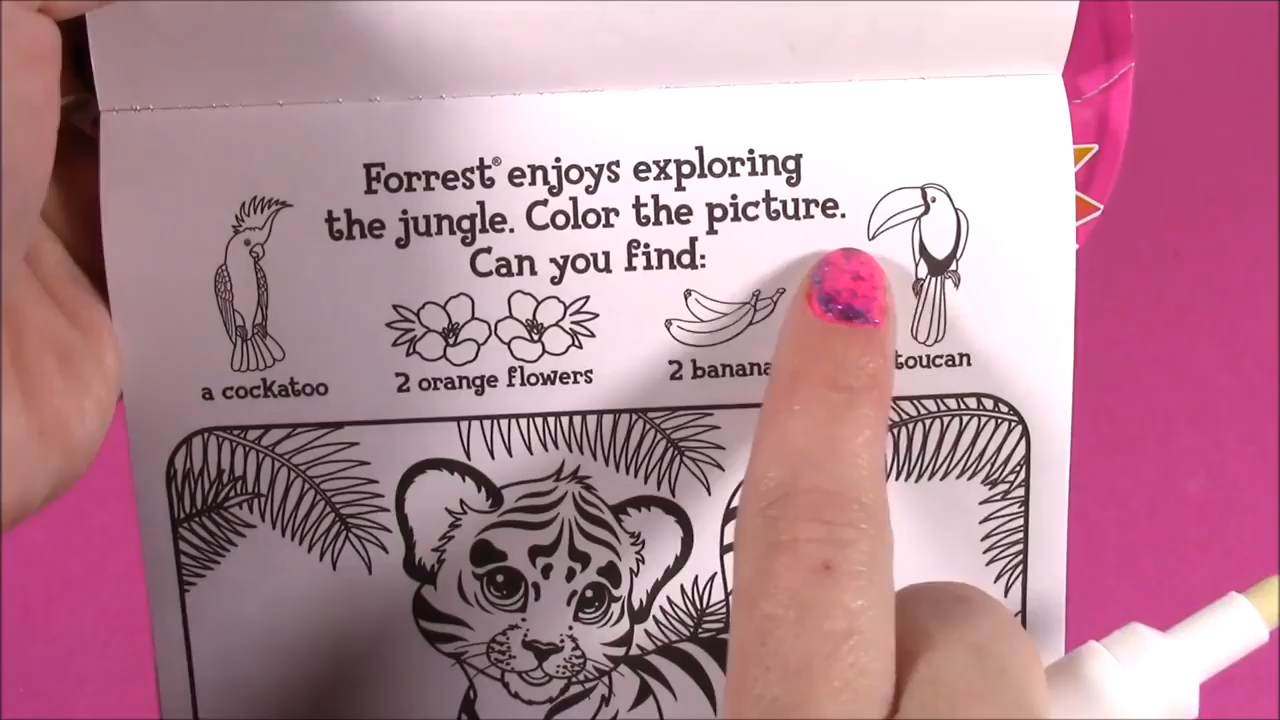 Forrest® enjoys exploring
the jungle. Color the picture.
Can you find:
a cockatoo
2 orange flowers
2 banana
toucan